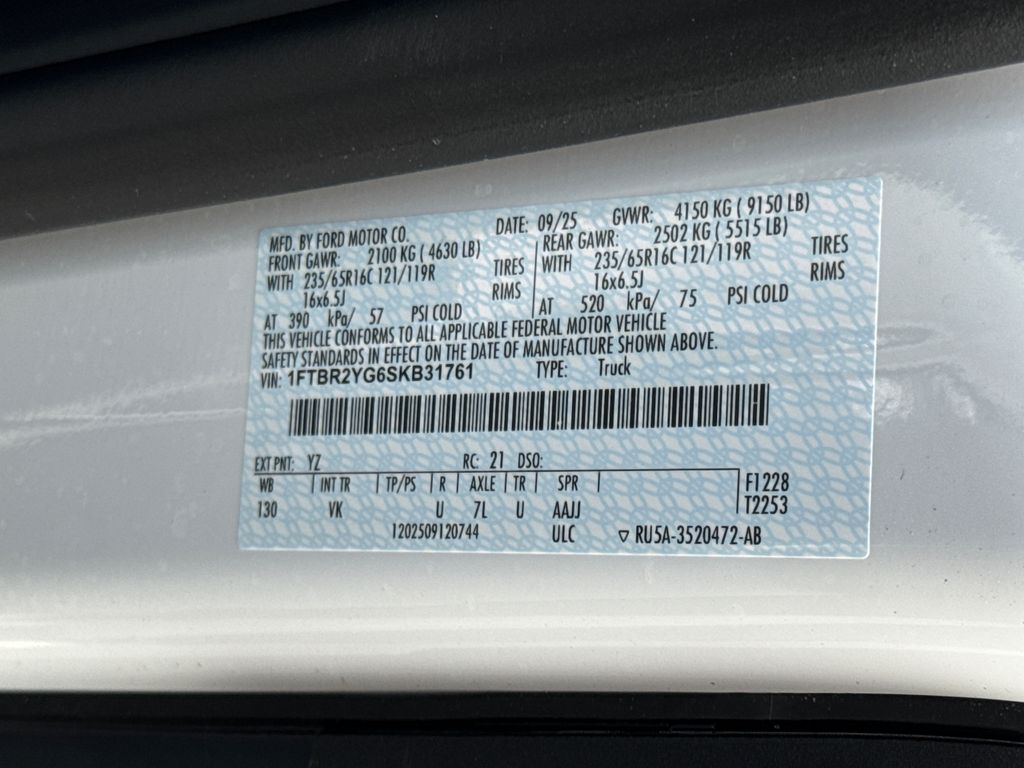 MFD. BY FORD MOTOR CO. DATE: 09/25 GVWR: 4150 KG ( 9150 LB)
FRONT GAWR: 2100 KG ( 4630 LB) REAR GAWR: 2502 KG ( 5515 LB)
WITH 235/65R16C 121/119R TIRES WITH 235/65R16C 121/119R TIRES
16x6.5J RIMS 16x6.5J RIMS
AT 390 kPa/ 57 PSI COLD AT 520 kPa/ 75 PSI COLD
THIS VEHICLE CONFORMS TO ALL APPLICABLE FEDERAL MOTOR VEHICLE
SAFETY STANDARDS IN EFFECT ON THE DATE OF MANUFACTURE SHOWN ABOVE.
VIN: 1FTBR2YG6SKB31761 TYPE: Truck
EXT PNT: YZ RC: 21 DSO:
WB INT TR TP/PS R AXLE TR SPR F1228
130 VK U 7L U AAJJ T2253
1202509120744 ULC ▽ RU5A-3520472-AB